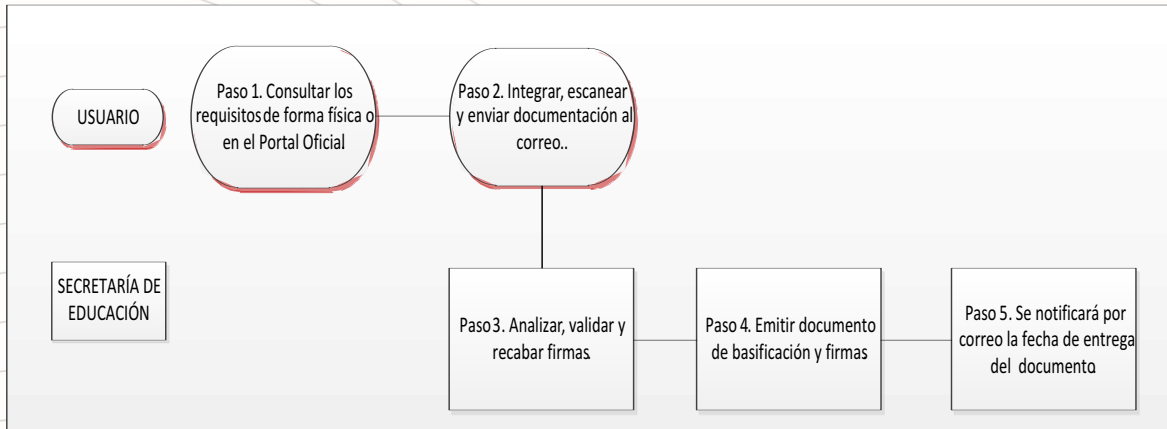 USUARIO
Paso 1. Consultar los
requisitos de forma física o
en el Portal Oficial.
Paso 2. Integrar, escanear
y enviar documentación al
correo..
SECRETARÍA DE
EDUCACIÓN
Paso 3. Analizar, validar y
recabar firmas.
Paso 4. Emitir documento
de basificación y firmas
Paso 5. Se notificará por
correo la fecha de entrega
del documento.